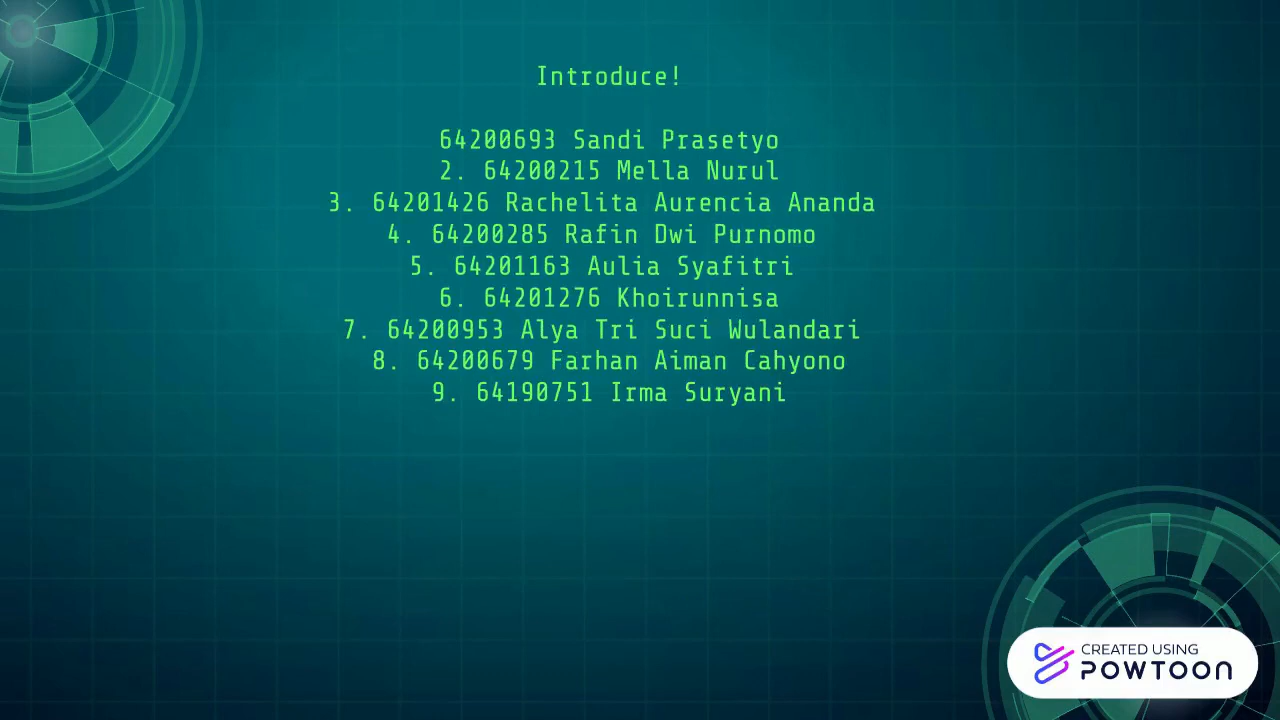 Introduce!
64200693 Sandi Prasetyo
2. 64200215 Mella Nurul
3. 64201426 Rachelita Aurencia Ananda
4. 64200285 Rafin Dwi Purnomo
5. 64201163 Aulia Syafitri
6. 64201276 Khoirunnisa
7. 64200953 Alya Tri Suci Wulandari
8. 64200679 Farhan Aiman Cahyono
9. 64190751 Irma Suryani
CREATED USING
POWTOON